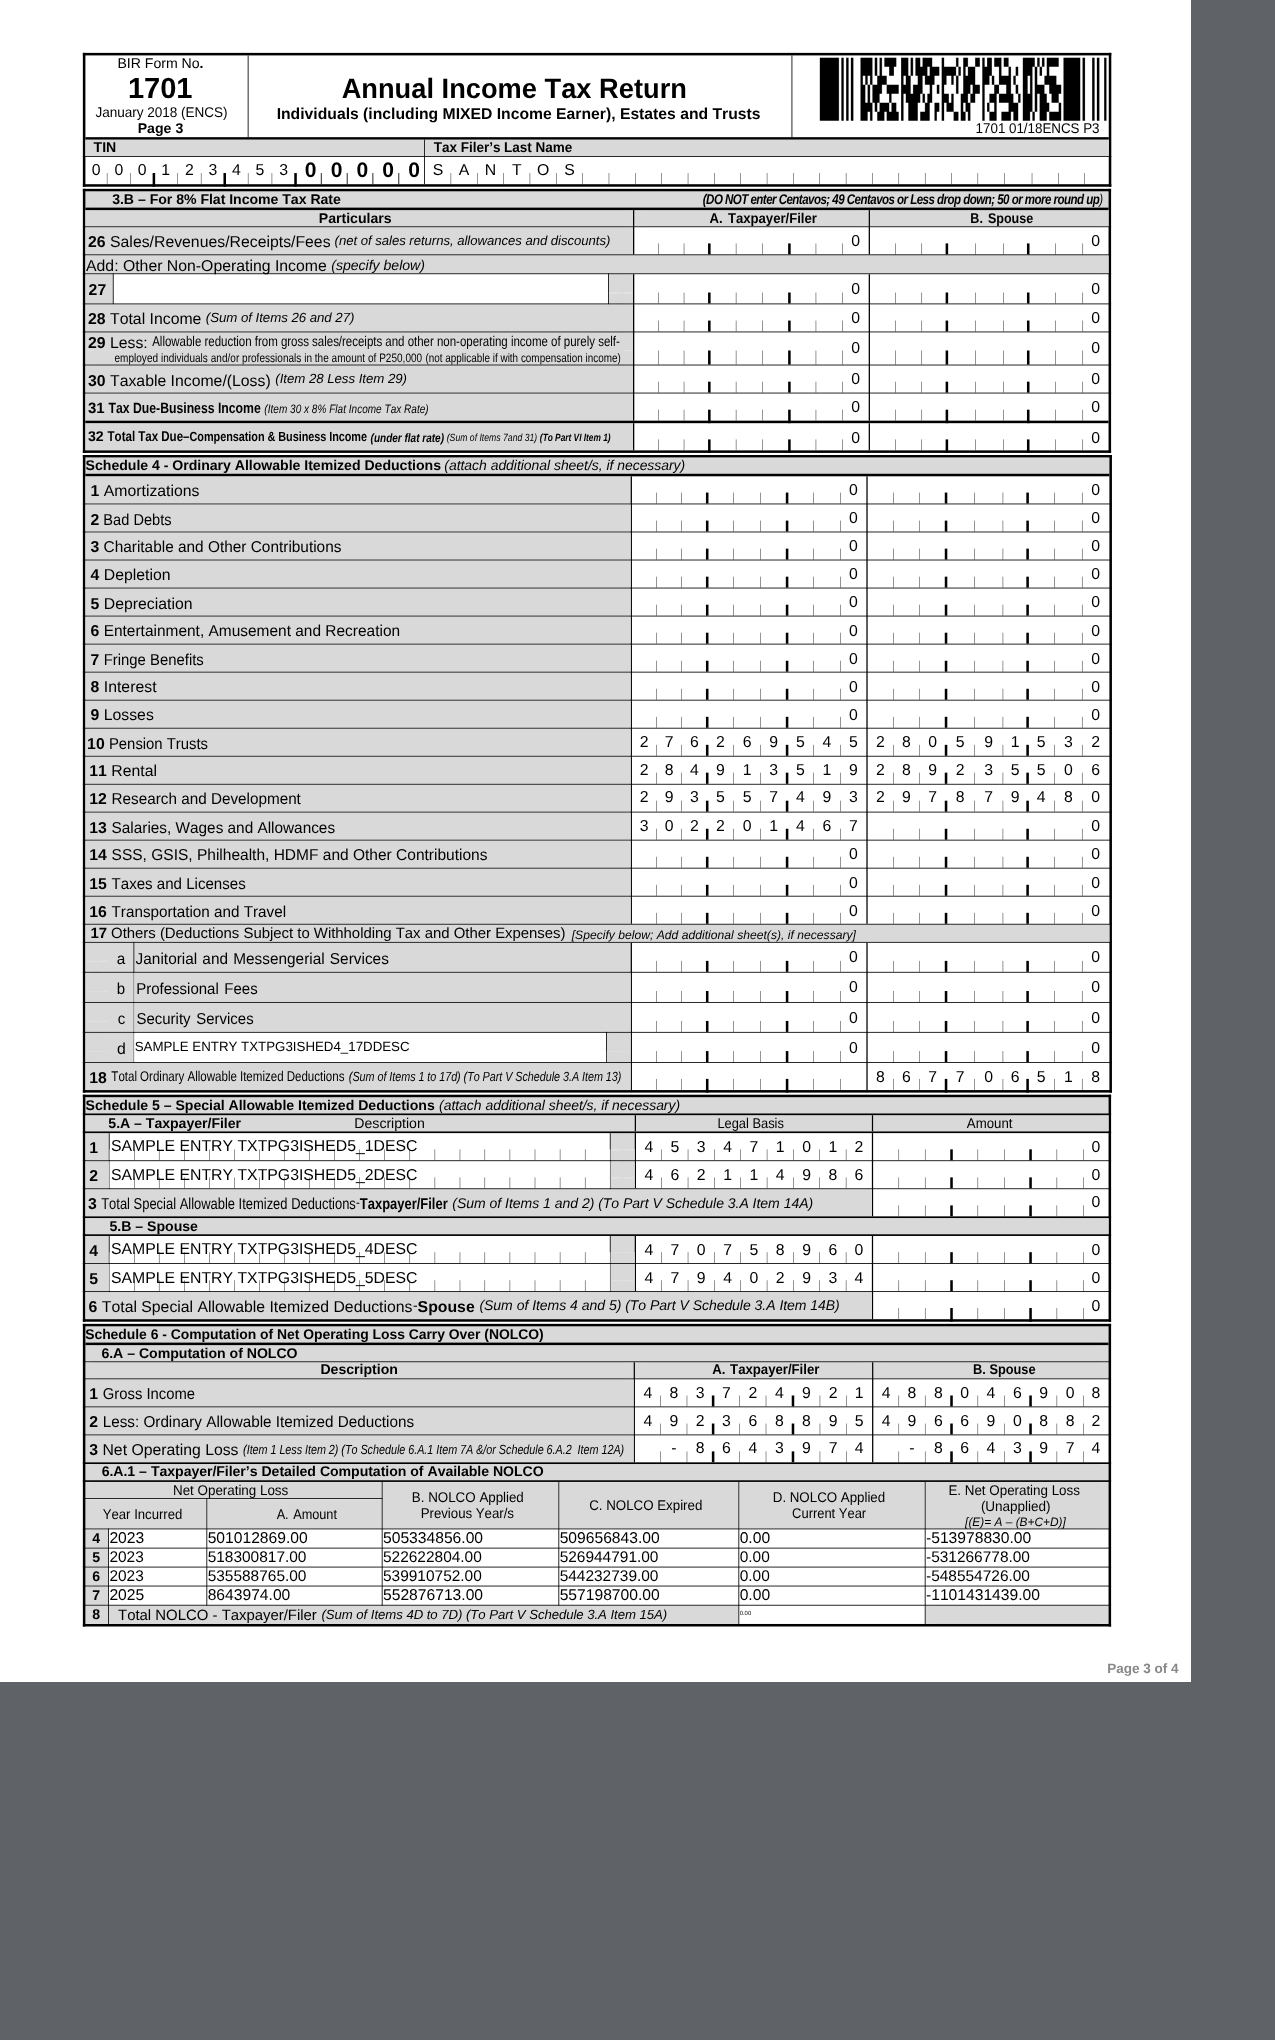 BIR Form No.
1701
January 2018 (ENCS)
Page 3
Annual Income Tax Return
Individuals (including MIXED Income Earner), Estates and Trusts
1701 01/18ENCS P3
TIN Tax Filer's Last Name
0 0 0 1 2 3 4 5 3 0 0 0 0 0 S A N T O S
3.B – For 8% Flat Income Tax Rate (DO NOT enter Centavos; 49 Centavos or Less drop down; 50 or more round up)
Particulars A. Taxpayer/Filer B. Spouse
26 Sales/Revenues/Receipts/Fees (net of sales returns, allowances and discounts) 0 0
Add: Other Non-Operating Income (specify below)
27 0 0
28 Total Income (Sum of Items 26 and 27) 0 0
29 Less: Allowable reduction from gross sales/receipts and other non-operating income of purely self-
employed individuals and/or professionals in the amount of P250,000 (not applicable if with compensation income) 0 0
30 Taxable Income/(Loss) (Item 28 Less Item 29) 0 0
31 Tax Due-Business Income (Item 30 x 8% Flat Income Tax Rate) 0 0
32 Total Tax Due–Compensation & Business Income (under flat rate) (Sum of Items 7and 31) (To Part VI Item 1) 0 0
Schedule 4 - Ordinary Allowable Itemized Deductions (attach additional sheet/s, if necessary)
1 Amortizations 0 0
2 Bad Debts 0 0
3 Charitable and Other Contributions 0 0
4 Depletion 0 0
5 Depreciation 0 0
6 Entertainment, Amusement and Recreation 0 0
7 Fringe Benefits 0 0
8 Interest 0 0
9 Losses 0 0
10 Pension Trusts 2 7 6 2 6 9 5 4 5 2 8 0 5 9 1 5 3 2
11 Rental 2 8 4 9 1 3 5 1 9 2 8 9 2 3 5 5 0 6
12 Research and Development 2 9 3 5 5 7 4 9 3 2 9 7 8 7 9 4 8 0
13 Salaries, Wages and Allowances 3 0 2 2 0 1 4 6 7 0
14 SSS, GSIS, Philhealth, HDMF and Other Contributions 0 0
15 Taxes and Licenses 0 0
16 Transportation and Travel 0 0
17 Others (Deductions Subject to Withholding Tax and Other Expenses) [Specify below; Add additional sheet(s), if necessary]
a Janitorial and Messengerial Services 0 0
b Professional Fees 0 0
c Security Services 0 0
d SAMPLE ENTRY TXTPG3ISHED4_17DDESC 0 0
18 Total Ordinary Allowable Itemized Deductions (Sum of Items 1 to 17d) (To Part V Schedule 3.A Item 13) 8 6 7 7 0 6 5 1 8
Schedule 5 – Special Allowable Itemized Deductions (attach additional sheet/s, if necessary)
5.A – Taxpayer/Filer Description Legal Basis Amount
1 SAMPLE ENTRY TXTPG3ISHED5_1DESC 4 5 3 4 7 1 0 1 2 0
2 SAMPLE ENTRY TXTPG3ISHED5_2DESC 4 6 2 1 1 4 9 8 6 0
3 Total Special Allowable Itemized Deductions-Taxpayer/Filer (Sum of Items 1 and 2) (To Part V Schedule 3.A Item 14A) 0
5.B – Spouse
4 SAMPLE ENTRY TXTPG3ISHED5_4DESC 4 7 0 7 5 8 9 6 0 0
5 SAMPLE ENTRY TXTPG3ISHED5_5DESC 4 7 9 4 0 2 9 3 4 0
6 Total Special Allowable Itemized Deductions-Spouse (Sum of Items 4 and 5) (To Part V Schedule 3.A Item 14B) 0
Schedule 6 - Computation of Net Operating Loss Carry Over (NOLCO)
6.A – Computation of NOLCO
Description A. Taxpayer/Filer B. Spouse
1 Gross Income 4 8 3 7 2 4 9 2 1 4 8 8 0 4 6 9 0 8
2 Less: Ordinary Allowable Itemized Deductions 4 9 2 3 6 8 8 9 5 4 9 6 6 9 0 8 8 2
3 Net Operating Loss (Item 1 Less Item 2) (To Schedule 6.A.1 Item 7A &/or Schedule 6.A.2 Item 12A) - 8 6 4 3 9 7 4 - 8 6 4 3 9 7 4
6.A.1 – Taxpayer/Filer's Detailed Computation of Available NOLCO
Net Operating Loss
Year Incurred A. Amount
B. NOLCO Applied
Previous Year/s
C. NOLCO Expired
D. NOLCO Applied
Current Year
E. Net Operating Loss
(Unapplied)
[(E)= A – (B+C+D)]
4 2023 501012869.00 505334856.00 509656843.00 0.00 -513978830.00
5 2023 518300817.00 522622804.00 526944791.00 0.00 -531266778.00
6 2023 535588765.00 539910752.00 544232739.00 0.00 -548554726.00
7 2025 8643974.00 552876713.00 557198700.00 0.00 -1101431439.00
8 Total NOLCO - Taxpayer/Filer (Sum of Items 4D to 7D) (To Part V Schedule 3.A Item 15A) 0.00
Page 3 of 4